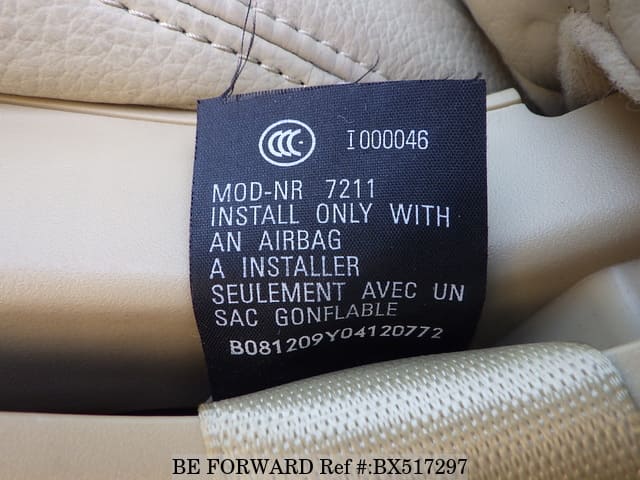 CCC I000046
MOD-NR 7211
INSTALL ONLY WITH
AN AIRBAG
A INSTALLER
SEULEMENT AVEC UN
SAC GONFLABLE
B081209Y04120772
BE FORWARD Ref #:BX517297